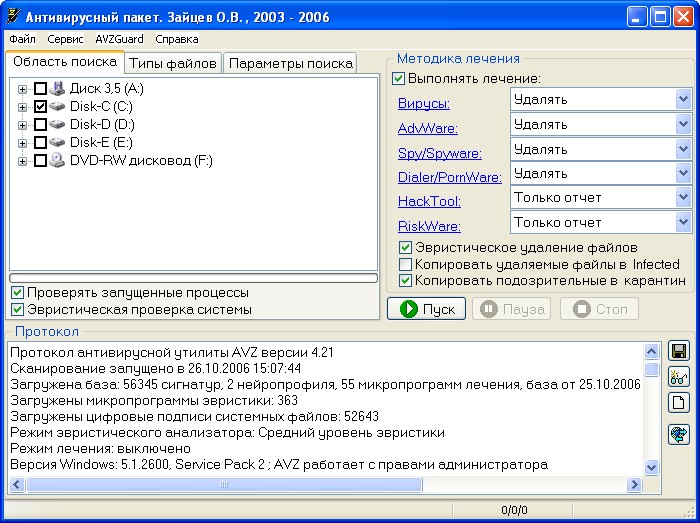 Антивирусный пакет. Зайцев О.В., 2003 - 2006
Файл Сервис AVZGuard Справка
Область поиска Типы файлов Параметры поиска
Диск 3,5 (A:)
Disk-C (C:)
Disk-D (D:)
Disk-E (E:)
DVD-RW дисковод (F:)
Проверять запущенные процессы
Эвристическая проверка системы
Методика лечения
Выполнять лечение:
Вирусы: Удалять
AdvWare: Удалять
Spy/Spyware: Удалять
Dialer/PornWare: Удалять
HackTool: Только отчет
RiskWare: Только отчет
Эвристическое удаление файлов
Копировать удаляемые файлы в Infected
Копировать подозрительные в карантин
Пуск Пауза Стоп
Протокол
Протокол антивирусной утилиты AVZ версии 4.21
Сканирование запущено в 26.10.2006 15:07:44
Загружена база: 56345 сигнатур, 2 нейропрофиля, 55 микропрограмм лечения, база от 25.10.2006
Загружены микропрограммы эвристики: 363
Загружены цифровые подписи системных файлов: 52643
Режим эвристического анализатора: Средний уровень эвристики
Режим лечения: выключено
Версия Windows: 5.1.2600, Service Pack 2 ; AVZ работает с правами администратора
0/0/0